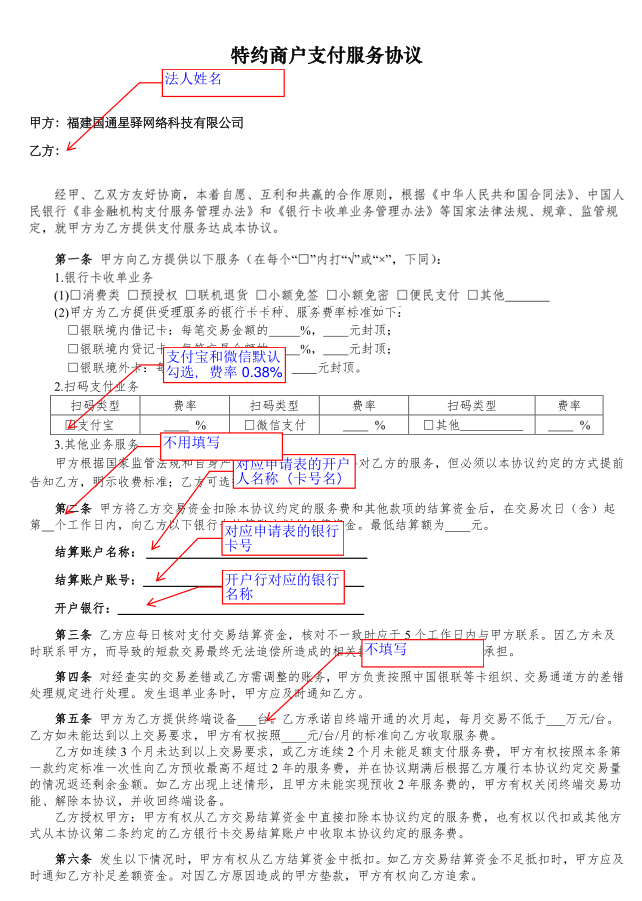 特约商户支付服务协议
法人姓名
甲方：福建国通星驿网络科技有限公司
乙方：
经甲、乙双方友好协商，本着自愿、互利和共赢的合作原则，根据《中华人民共和国合同法》、中国人
民银行《非金融机构支付服务管理办法》和《银行卡收单业务管理办法》等国家法律法规、规章、监管规
定，就甲方为乙方提供支付服务达成本协议。
第一条 甲方向乙方提供以下服务（在每个“□”内打“√”或“×”，下同）：
1.银行卡收单业务
(1)□消费类 □预授权 □联机退货 □小额免签 □小额免密 □便民支付 □其他_______
(2)甲方为乙方提供受理服务的银行卡卡种、服务费率标准如下：
□银联境内借记卡：每笔交易金额的_____%，____元封顶；
□银联境内贷记卡：每笔交易金额的_____%，____元封顶；
□银联境外卡：每 ____元封顶。
支付宝和微信默认
勾选，费率 0.38%
2.扫码支付业务
扫码类型 费率 扫码类型 费率 扫码类型 费率
□支付宝 ____ % □微信支付 ____ % □其他__________ ____ %
3.其他业务服务
不用填写
甲方根据国家监管法规和自身 对乙方的服务，但必须以本协议约定的方式提前
告知乙方，明示收费标准；乙方可选
对应申请表的开户
人名称（卡号名）
第二条 甲方将乙方交易资金扣除本协议约定的服务费和其他款项的结算资金后，在交易次日（含）起
第__个工作日内，向乙方以下银行 资金。最低结算额为____元。
对应申请表的银行
卡号
结算账户名称：
结算账户账号：
开户行对应的银行
名称
开户银行：
第三条 乙方应每日核对支付交易结算资金，核对不一致时应于 5 个工作日内与甲方联系。因乙方未及
时联系甲方，而导致的短款交易最终无法追偿所造成的相关 承担。
不填写
第四条 对经查实的交易差错或乙方需调整的账务，甲方负责按照中国银联等卡组织、交易通道方的差错
处理规定进行处理。发生退单业务时，甲方应及时通知乙方。
第五条 甲方为乙方提供终端设备___台。乙方承诺自终端开通的次月起，每月交易不低于___万元/台。
乙方如未能达到以上交易要求，甲方有权按照____元/台/月的标准向乙方收取服务费。
乙方如连续 3 个月未达到以上交易要求，或乙方连续 2 个月未能足额支付服务费，甲方有权按照本条第
一款约定标准一次性向乙方预收最高不超过 2 年的服务费，并在协议期满后根据乙方履行本协议约定交易量
的情况返还剩余金额。如乙方出现上述情形，且甲方未能实现预收 2 年服务费的，甲方有权关闭终端交易功
能、解除本协议，并收回终端设备。
乙方授权甲方：甲方有权从乙方交易结算资金中直接扣除本协议约定的服务费，也有权以代扣或其他方
式从本协议第二条约定的乙方银行卡交易结算账户中收取本协议约定的服务费。
第六条 发生以下情况时，甲方有权从乙方结算资金中抵扣。如乙方交易结算资金不足抵扣时，甲方应及
时通知乙方补足差额资金。对因乙方原因造成的甲方垫款，甲方有权向乙方追索。